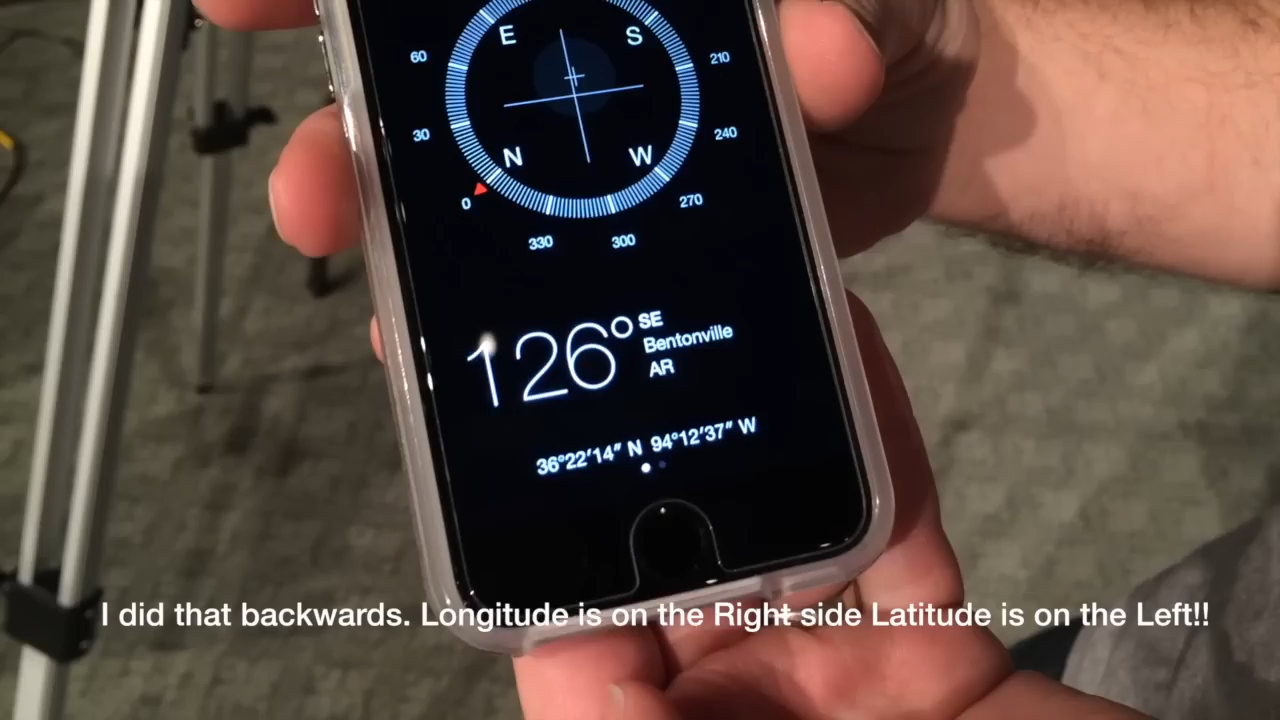 E S
60 210
30 240
N W
0 270
330 300
126° SE
Bentonville
AR
36°22'14" N 94°12'37" W
I did that backwards. Longitude is on the Right side Latitude is on the Left!!